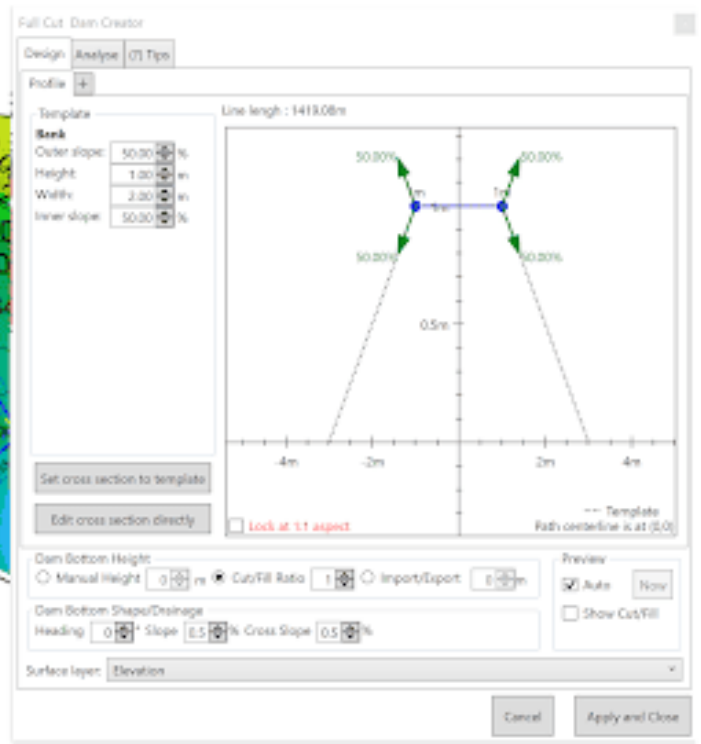 Full Cut Dam Creator
Design Analyse (?) Tips
Profile +
Template
Line lengh : 1419.08m
Bank
Outer slope: 50.00 %
Height: 1.00 m
Width: 2.00 m
Inner slope: 50.00 %
50.00% 50.00%
m 1m
1m
50.00% 50.00%
0.5m
-4m -2m 2m 4m
Set cross section to template
Edit cross section directly
Lock at 1:1 aspect
--- Template
Path centerline is at (0,0)
Dam Bottom Height
Manual Height 0 m Cut/Fill Ratio 1 Import/Export 0 m
Preview
Auto Now
Show Cut/Fill
Dam Bottom Shape/Drainage
Heading 0 ° Slope 0.5 % Cross Slope 0.5 %
Surface layer: Elevation
Cancel Apply and Close